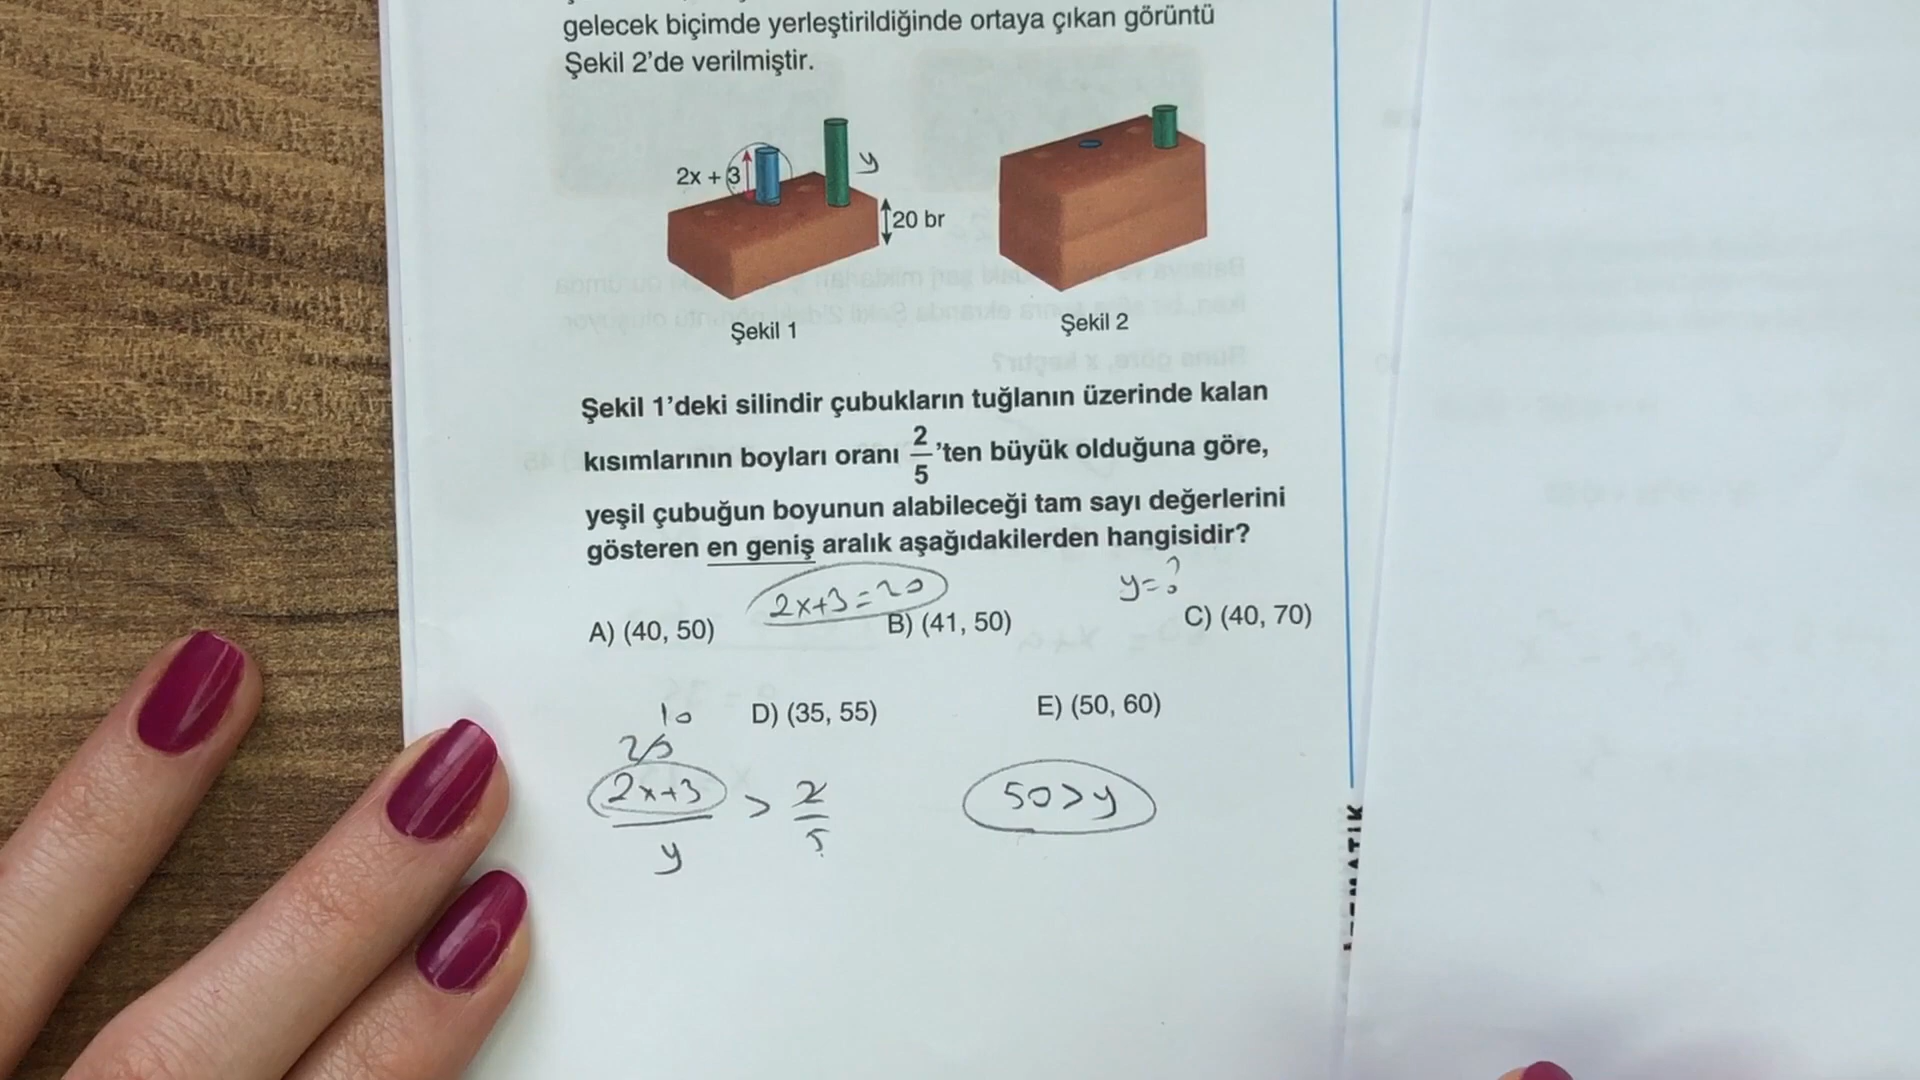 gelecek biçimde yerleştirildiğinde ortaya çıkan görüntü
Şekil 2'de verilmiştir.
2x + 3
y
20 br
Şekil 1
Şekil 2
Şekil 1'deki silindir çubukların tuğlanın üzerinde kalan
kısımlarının boyları oranı 2/5 'ten büyük olduğuna göre,
yeşil çubuğun boyunun alabileceği tam sayı değerlerini
gösteren en geniş aralık aşağıdakilerden hangisidir?
2x+3=20
y=?
A) (40, 50)
B) (41, 50)
C) (40, 70)
D) (35, 55)
E) (50, 60)
10
20
2x+3
y
>
2
5
50>y